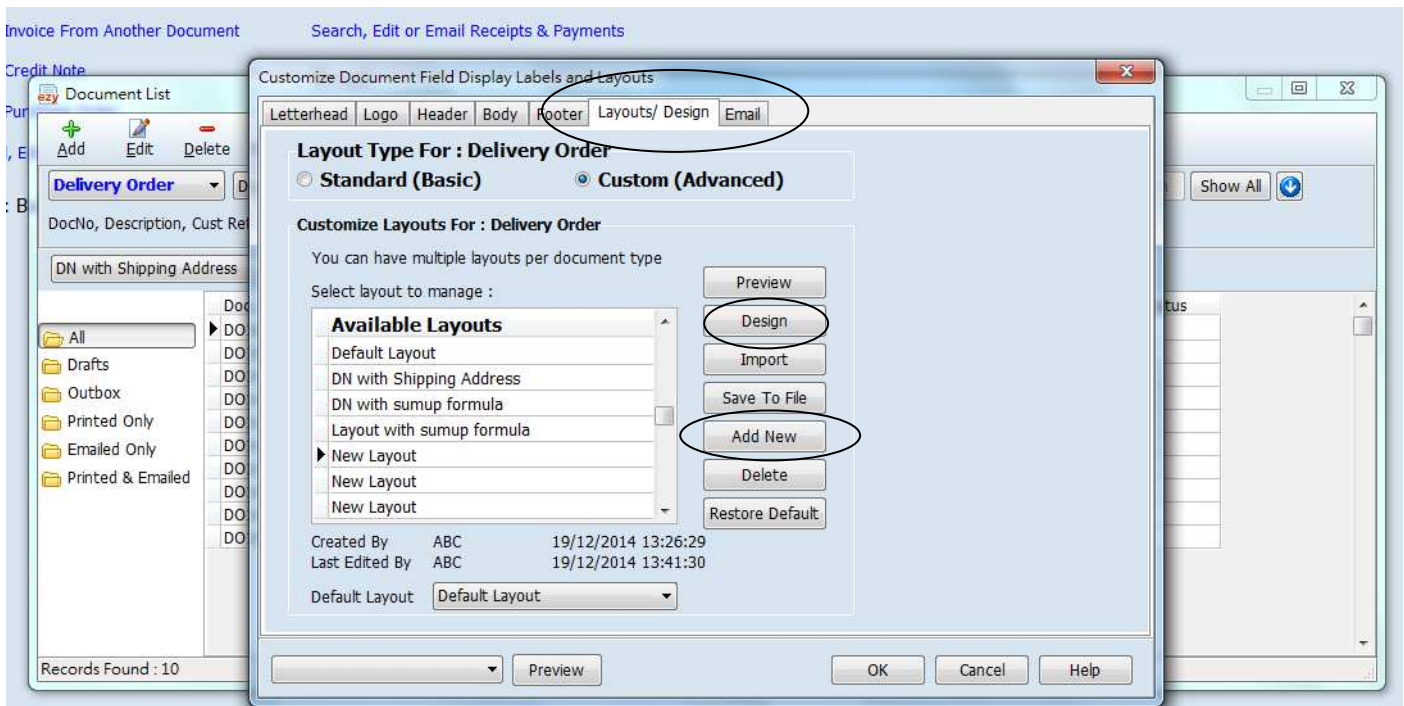 Invoice From Another Document Search, Edit or Email Receipts & Payments
Credit Note
ezy Document List
Add Edit Delete
Delivery Order
DocNo, Description, Cust Ref
DN with Shipping Address
All
Drafts
Outbox
Printed Only
Emailed Only
Printed & Emailed
Records Found : 10
Customize Document Field Display Labels and Layouts
Letterhead Logo Header Body Footer Layouts/ Design Email
Layout Type For : Delivery Order
Standard (Basic) Custom (Advanced)
Customize Layouts For : Delivery Order
You can have multiple layouts per document type
Select layout to manage :
Available Layouts
Default Layout
DN with Shipping Address
DN with sumup formula
Layout with sumup formula
New Layout
New Layout
New Layout
Preview
Design
Import
Save To File
Add New
Delete
Restore Default
Created By ABC 19/12/2014 13:26:29
Last Edited By ABC 19/12/2014 13:41:30
Default Layout Default Layout
Preview OK Cancel Help
Show All